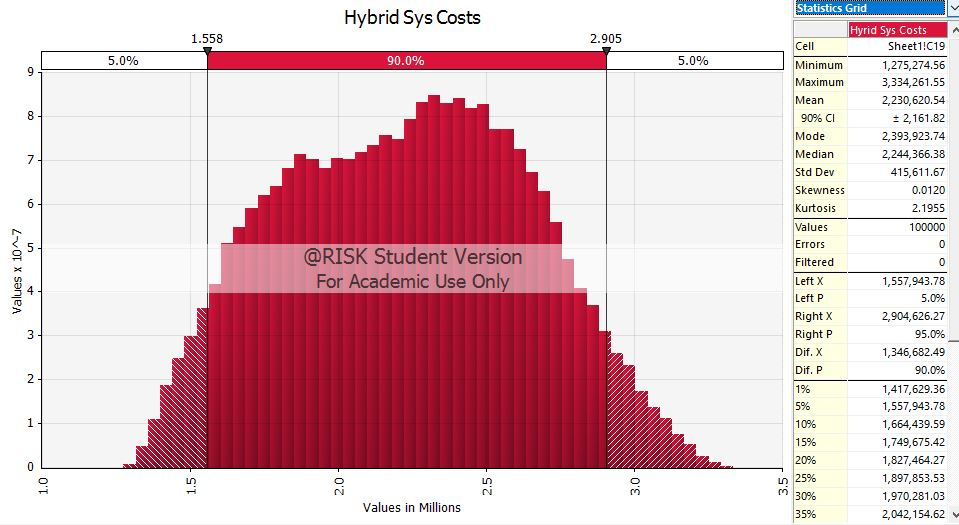 Hybrid Sys Costs
1.558 2.905
5.0% 90.0% 5.0%
9
8
7
6
5
4
3
2
1
0
Values x 10^-7
@RISK Student Version
For Academic Use Only
1.0 1.5 2.0 2.5 3.0 3.5
Values in Millions
Statistics Grid
Hyrid Sys Costs
Cell Sheet1!C19
Minimum 1,275,274.56
Maximum 3,334,261.55
Mean 2,230,620.54
90% CI ± 2,161.82
Mode 2,393,923.74
Median 2,244,366.38
Std Dev 415,611.67
Skewness 0.0120
Kurtosis 2.1955
Values 100000
Errors 0
Filtered 0
Left X 1,557,943.78
Left P 5.0%
Right X 2,904,626.27
Right P 95.0%
Dif. X 1,346,682.49
Dif. P 90.0%
1% 1,417,629.36
5% 1,557,943.78
10% 1,664,439.59
15% 1,749,675.42
20% 1,827,464.27
25% 1,897,853.53
30% 1,970,281.03
35% 2,042,154.62